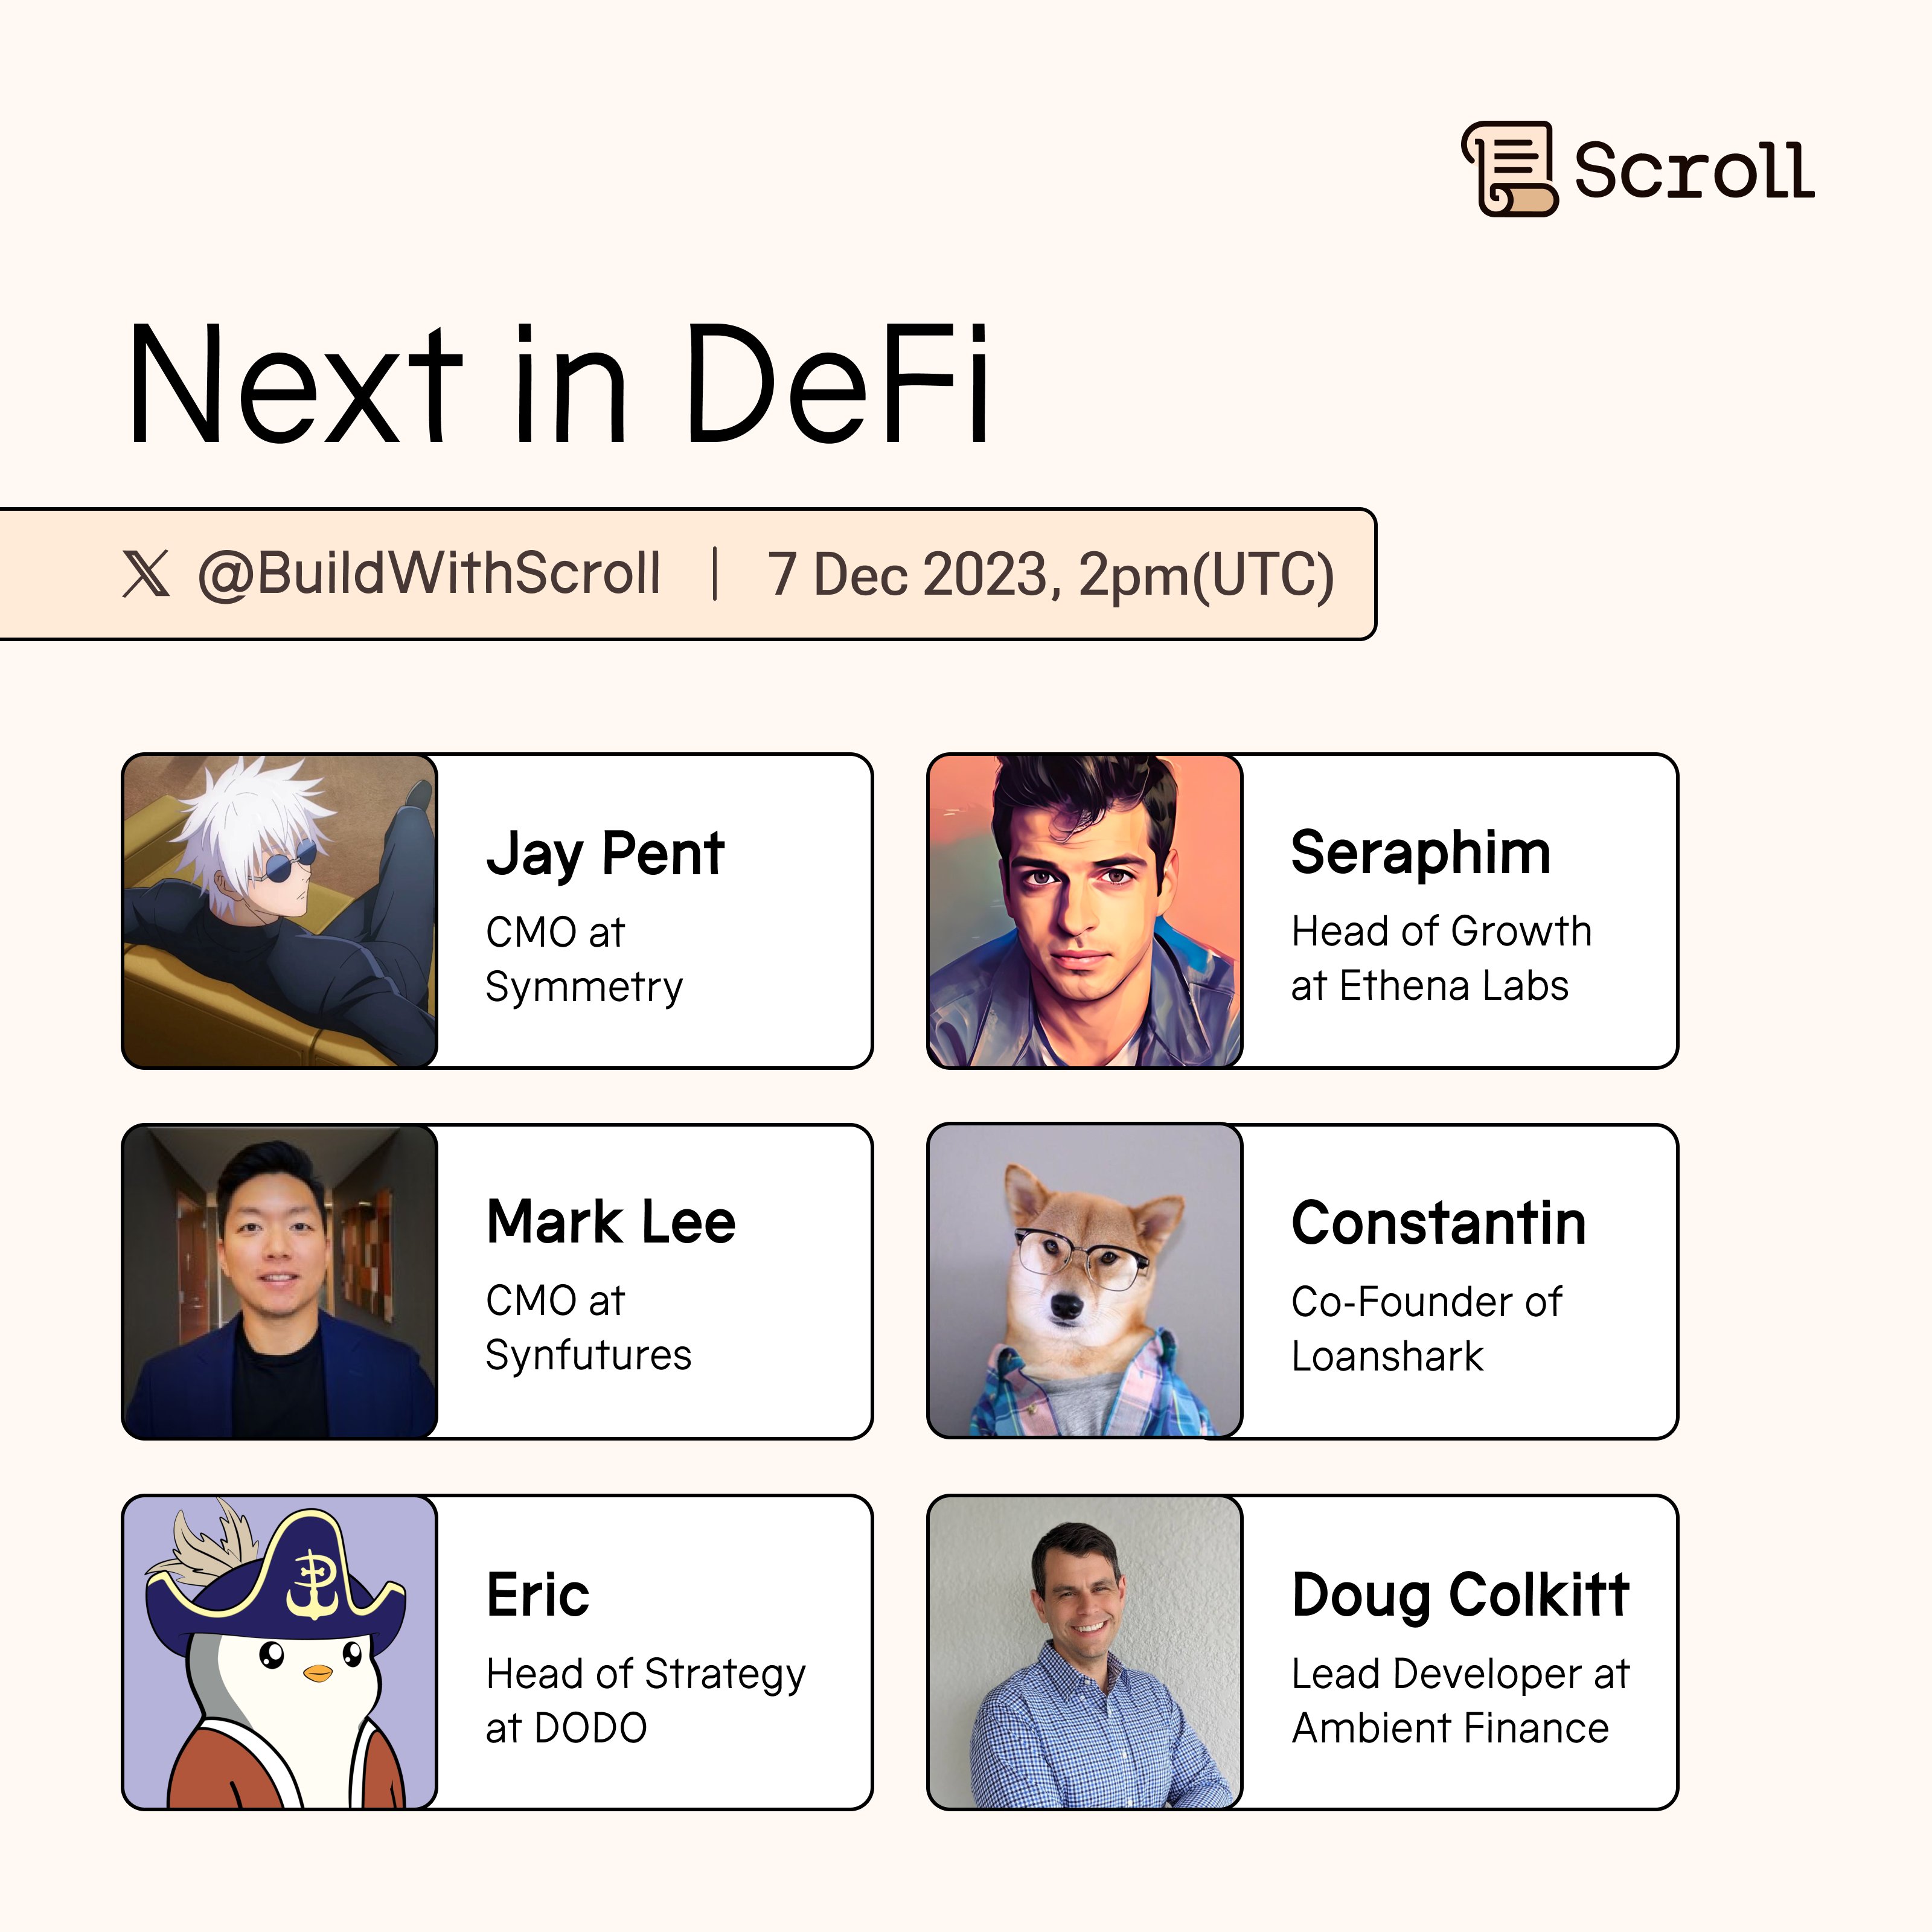 Scroll
Next in DeFi
𝕏 @BuildWithScroll | 7 Dec 2023, 2pm(UTC)
Jay Pent
CMO at
Symmetry
Seraphim
Head of Growth
at Ethena Labs
Mark Lee
CMO at
Synfutures
Constantin
Co-Founder of
Loanshark
Eric
Head of Strategy
at DODO
Doug Colkitt
Lead Developer at
Ambient Finance